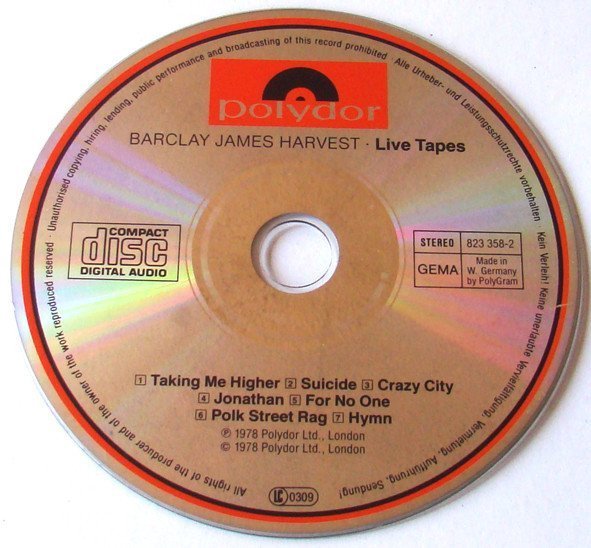 All rights of the producer and of the owner of the work reproduced reserved · Unauthorised copying, hiring, lending, public performance and broadcasting of this record prohibited
Alle Urheber- und Leistungsschutzrechte vorbehalten · Kein Verleih! Keine unerlaubte Vervielfältigung, Vermietung, Aufführung, Sendung!
polydor
BARCLAY JAMES HARVEST · Live Tapes
COMPACT
disc
DIGITAL AUDIO
STEREO 823 358-2
GEMA Made in
W. Germany
by PolyGram
1 Taking Me Higher 2 Suicide 3 Crazy City
4 Jonathan 5 For No One
6 Polk Street Rag 7 Hymn
℗ 1978 Polydor Ltd., London
© 1978 Polydor Ltd., London
LC 0309